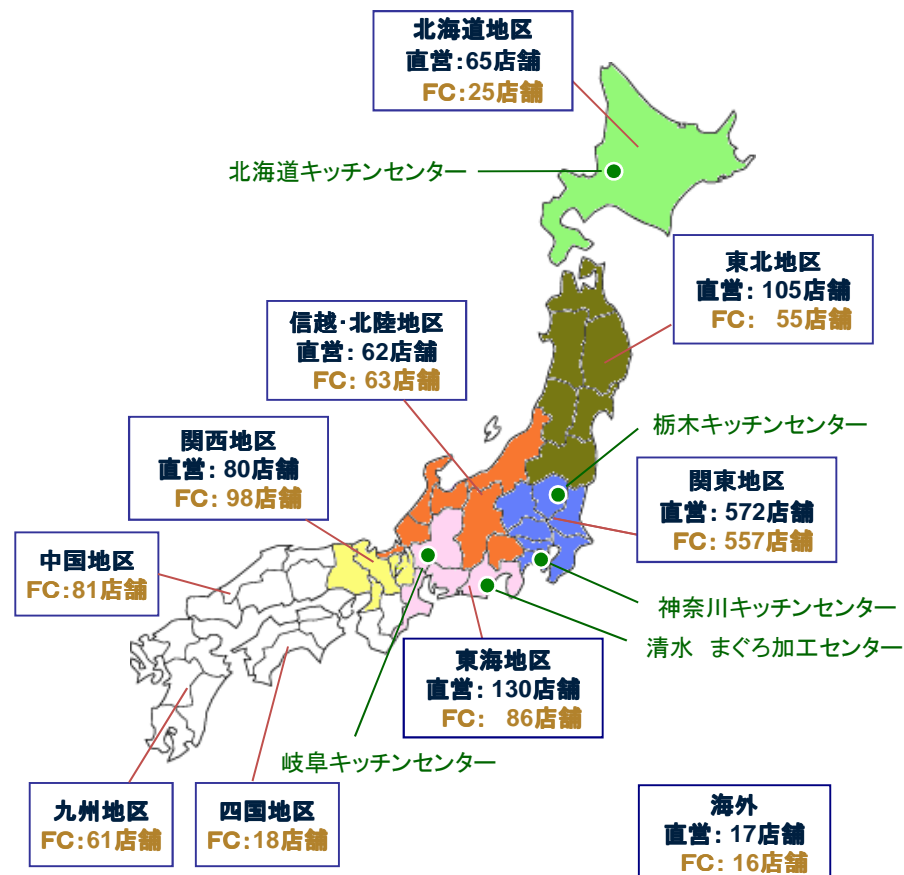 北海道地区
直営:65店舗
FC:25店舗
北海道キッチンセンター
東北地区
直営: 105店舗
FC: 55店舗
信越･北陸地区
直営: 62店舗
FC: 63店舗
関西地区
直営: 80店舗
FC: 98店舗
栃木キッチンセンター
関東地区
直営: 572店舗
FC: 557店舗
中国地区
FC:81店舗
神奈川キッチンセンター
清水 まぐろ加工センター
東海地区
直営: 130店舗
FC: 86店舗
岐阜キッチンセンター
九州地区
FC:61店舗
四国地区
FC:18店舗
海外
直営: 17店舗
FC: 16店舗